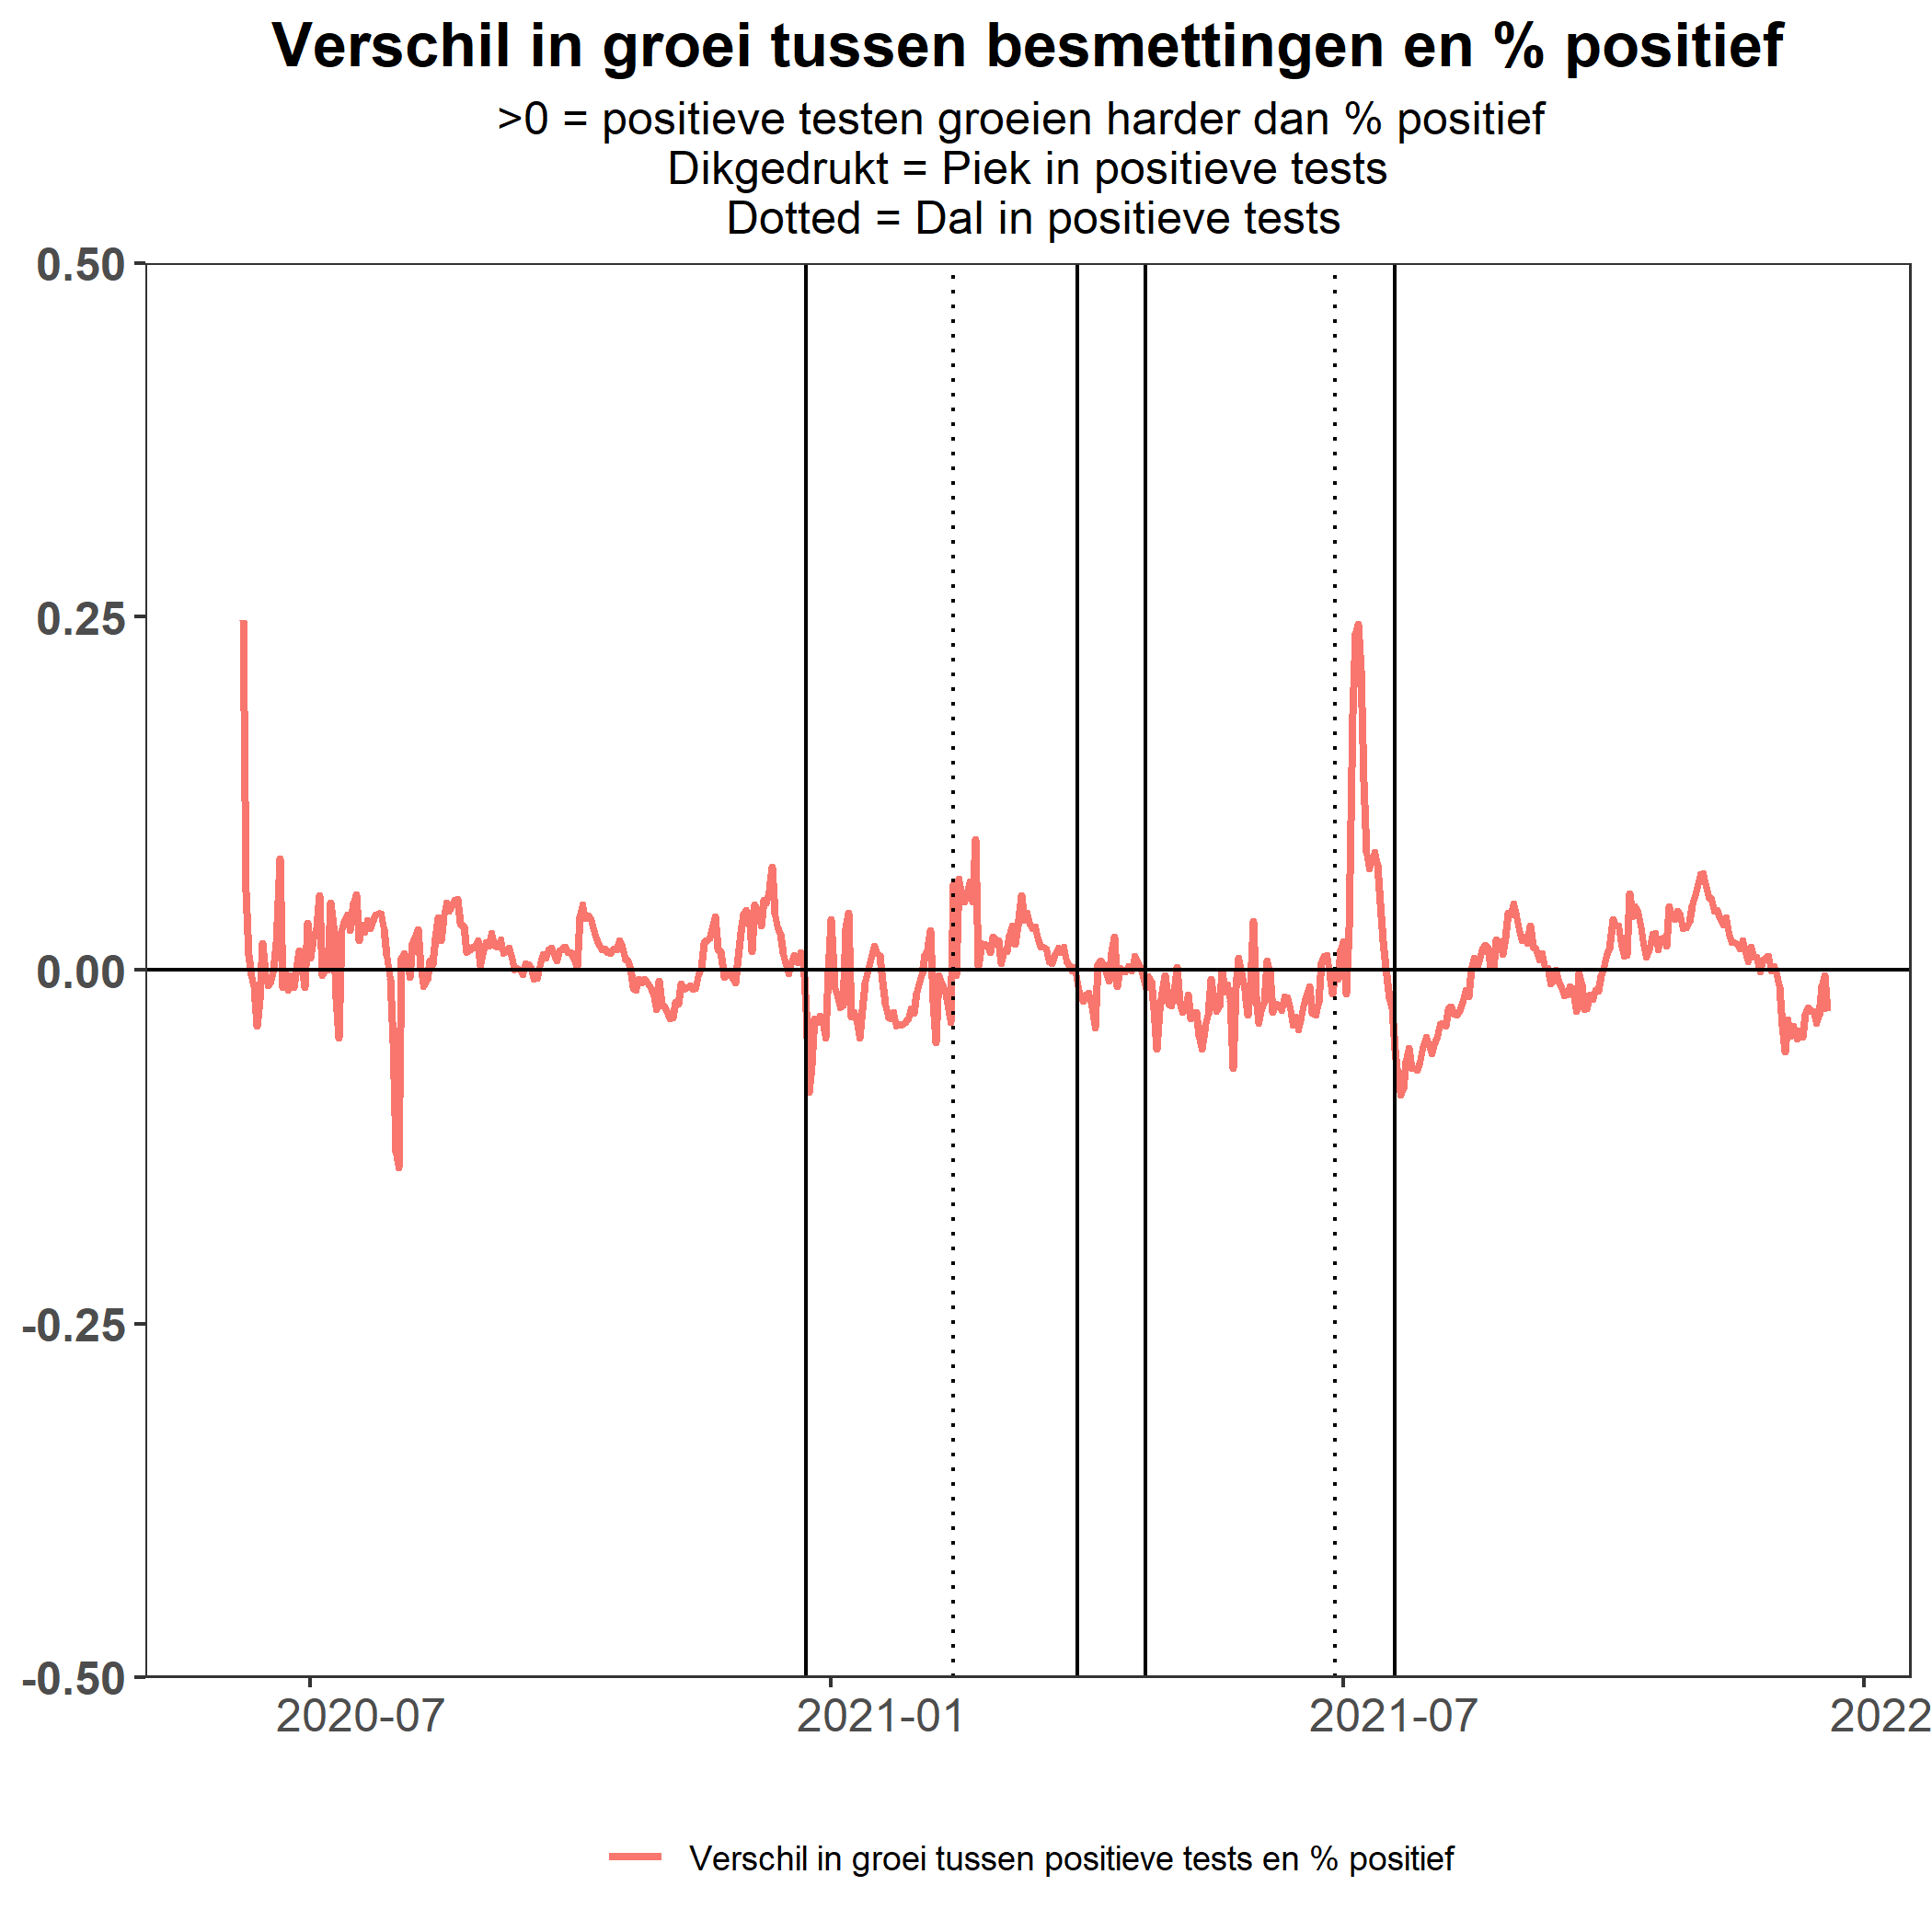 Verschil in groei tussen besmettingen en % positief
>0 = positieve testen groeien harder dan % positief
Dikgedrukt = Piek in positieve tests
Dotted = Dal in positieve tests
0.50
0.25
0.00
-0.25
-0.50
2020-07
2021-01
2021-07
2022
Verschil in groei tussen positieve tests en % positief